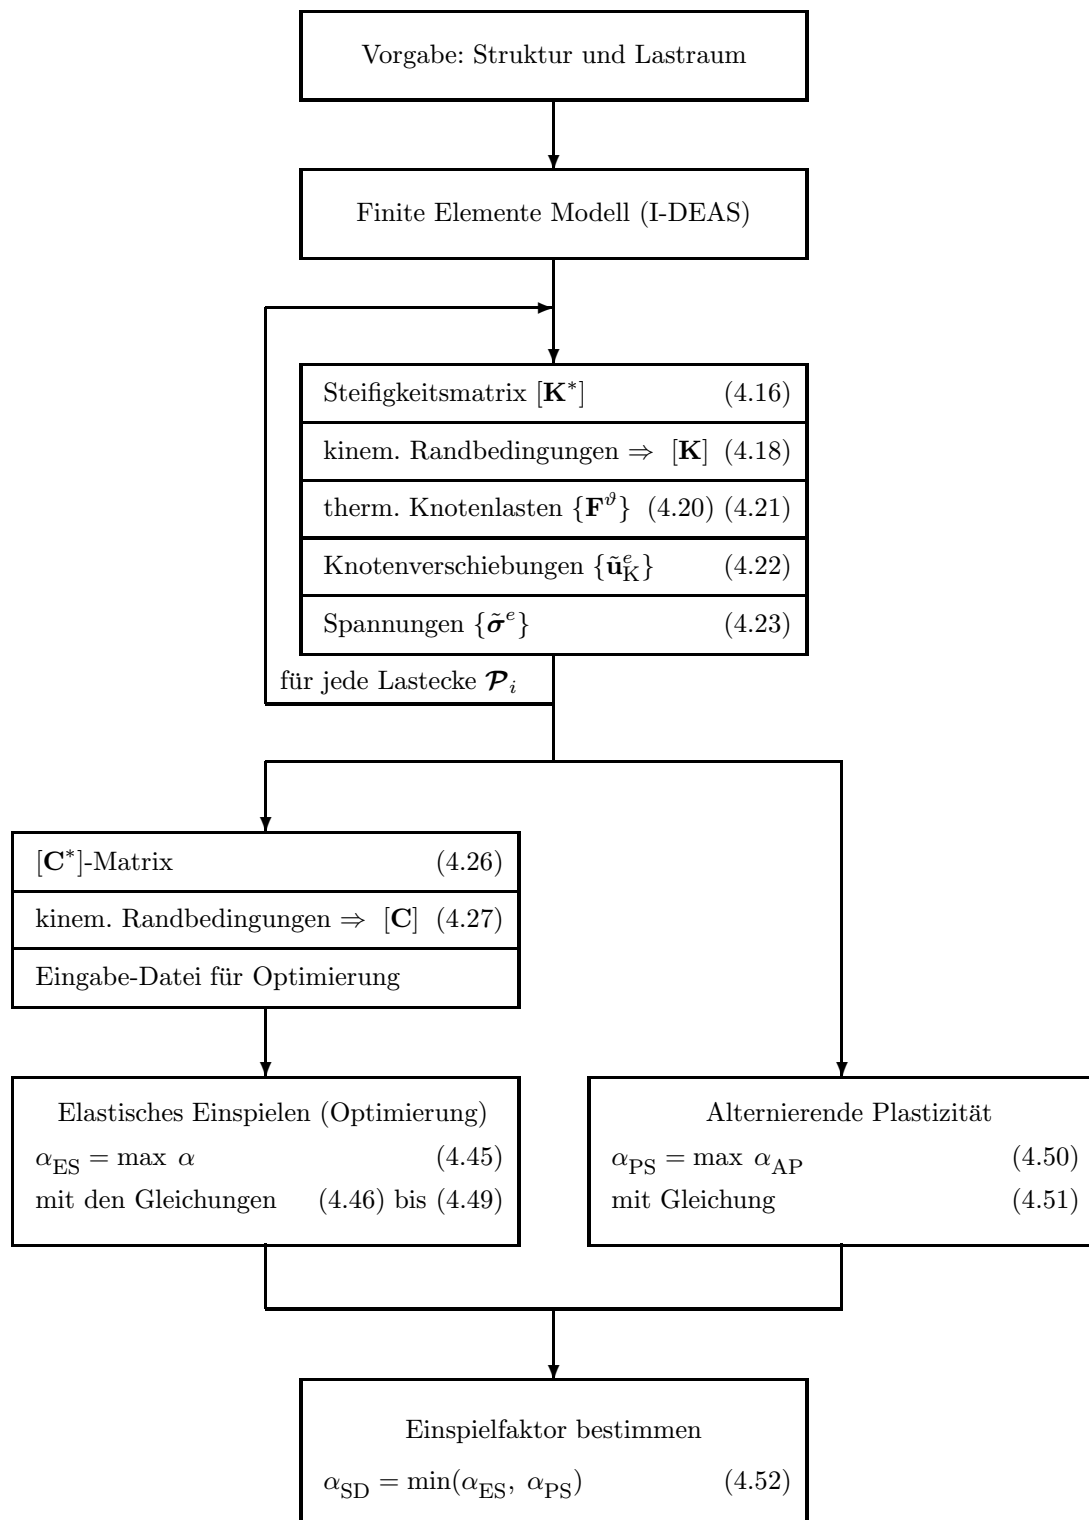 Vorgabe: Struktur und Lastraum
Finite Elemente Modell (I-DEAS)
Steifigkeitsmatrix [K*] (4.16)
kinem. Randbedingungen ⇒ [K] (4.18)
therm. Knotenlasten {F^ϑ} (4.20) (4.21)
Knotenverschiebungen {ũ_K^e} (4.22)
Spannungen {σ̃^e} (4.23)
für jede Lastecke 𝓟_i
[C*]-Matrix (4.26)
kinem. Randbedingungen ⇒ [C] (4.27)
Eingabe-Datei für Optimierung
Elastisches Einspielen (Optimierung)
α_ES = max α (4.45)
mit den Gleichungen (4.46) bis (4.49)
Alternierende Plastizität
α_PS = max α_AP (4.50)
mit Gleichung (4.51)
Einspielfaktor bestimmen
α_SD = min(α_ES, α_PS) (4.52)